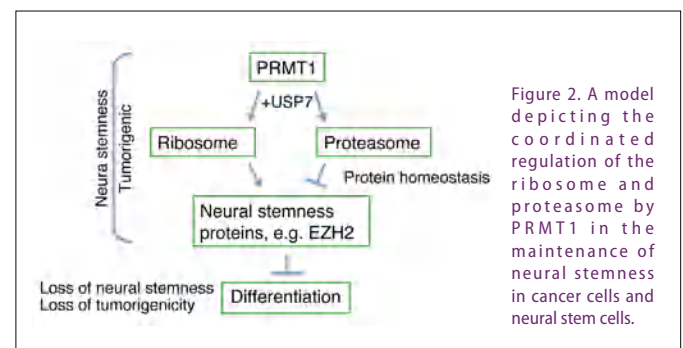 Neura stemness
Tumorigenic
PRMT1
+USP7
Ribosome
Proteasome
Protein homeostasis
Neural stemness
proteins, e.g. EZH2
Loss of neural stemness
Loss of tumorigenicity
Differentiation
Figure 2. A model
depicting the
coordinated
regulation of the
ribosome and
proteasome by
PRMT1 in the
maintenance of
neural stemness
in cancer cells and
neural stem cells.